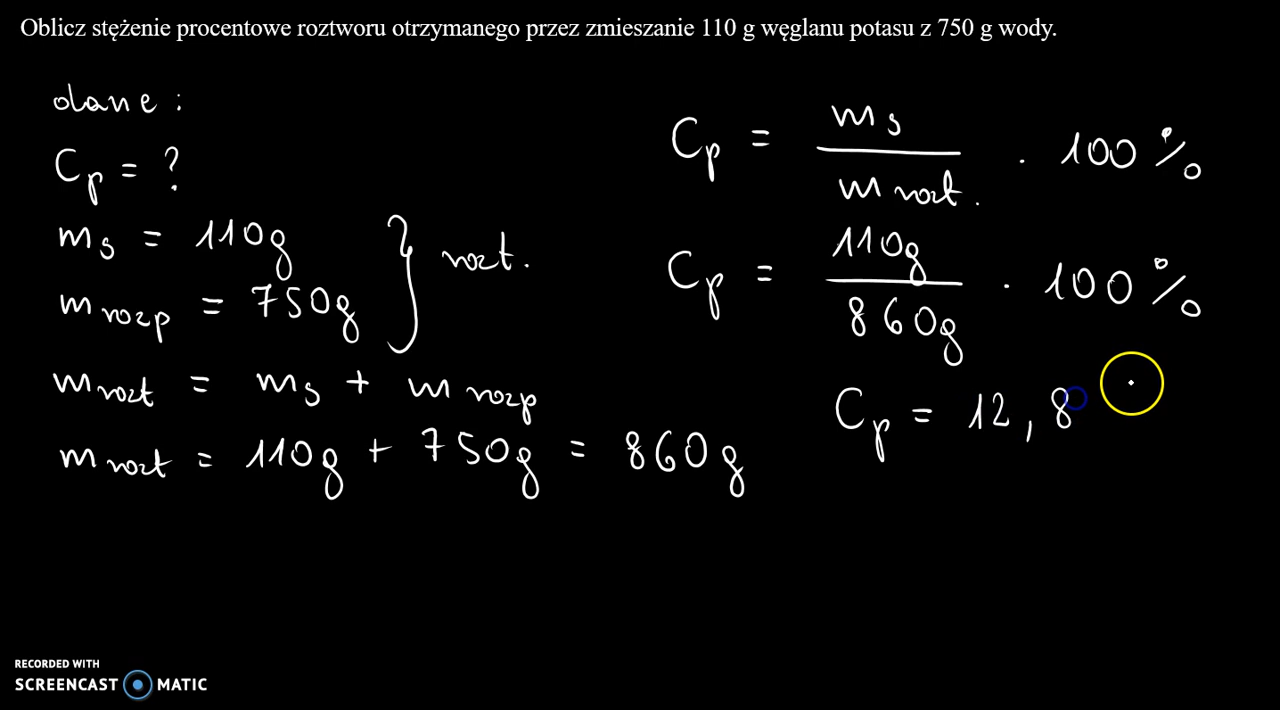 Oblicz stężenie procentowe roztworu otrzymanego przez zmieszanie 110 g węglanu potasu z 750 g wody.
dane:
Cp = ?
ms = 110g
mrozp = 750g
} rozt.
mrozt = ms + mrozp
mrozt = 110g + 750g = 860g
Cp = ms / mrozt. · 100%
Cp = 110g / 860g · 100%
Cp = 12,8
RECORDED WITH
SCREENCAST MATIC